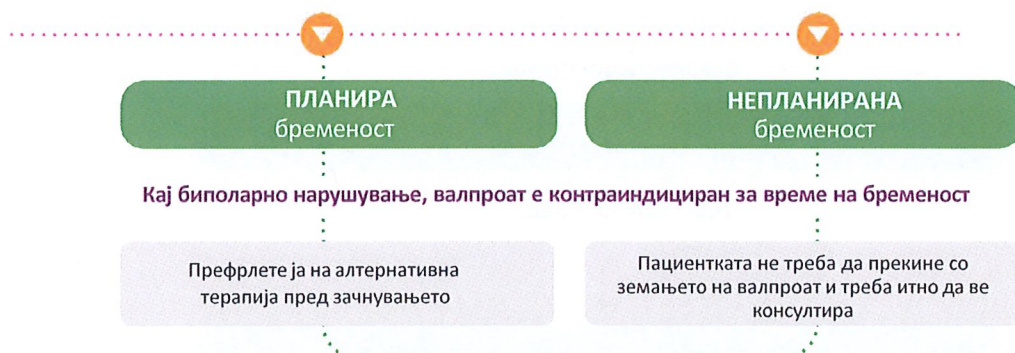 ПЛАНИРА
бременост
НЕПЛАНИРАНА
бременост
Кај биполарно нарушување, валпроат е контраиндициран за време на бременост
Префрлете ја на алтернативна
терапија пред зачнувањето
Пациентката не треба да прекине со
земањето на валпроат и треба итно да ве
консултира